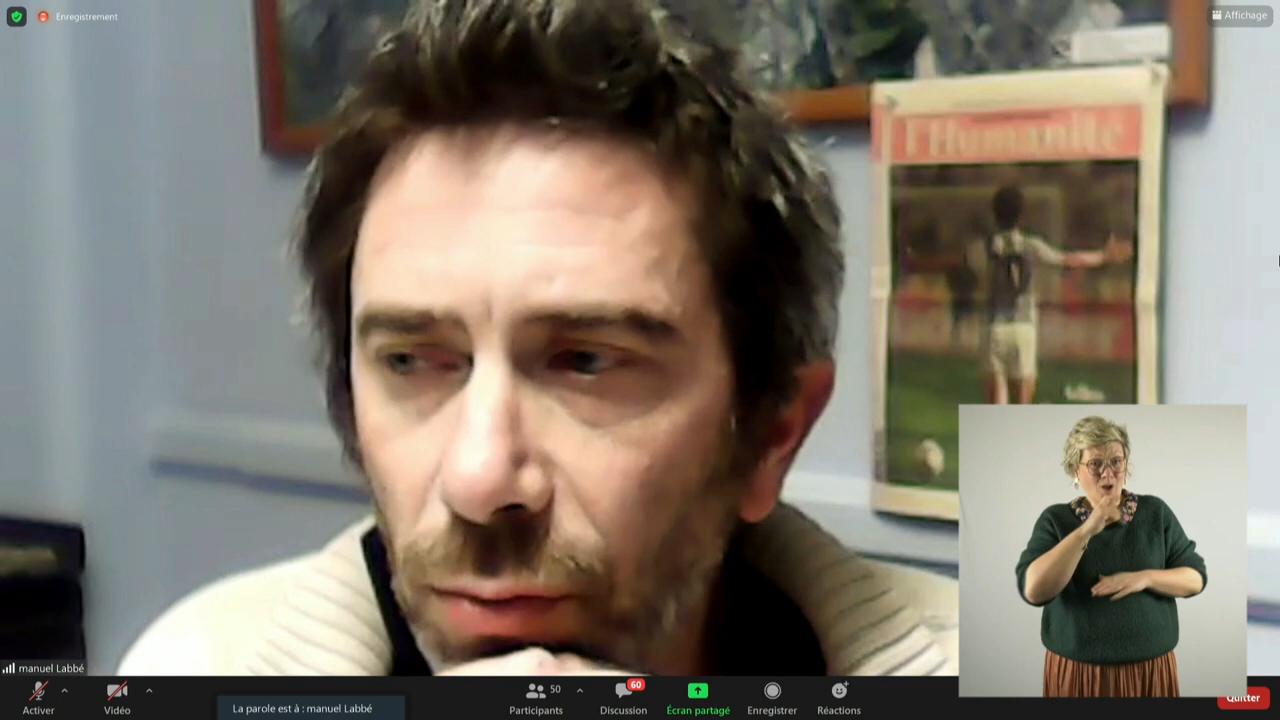 Enregistrement
Affichage
l'Humanité
manuel Labbé
Activer
Vidéo
La parole est à : manuel Labbé
50
Participants
60
Discussion
Écran partagé
Enregistrer
Réactions
Quitter